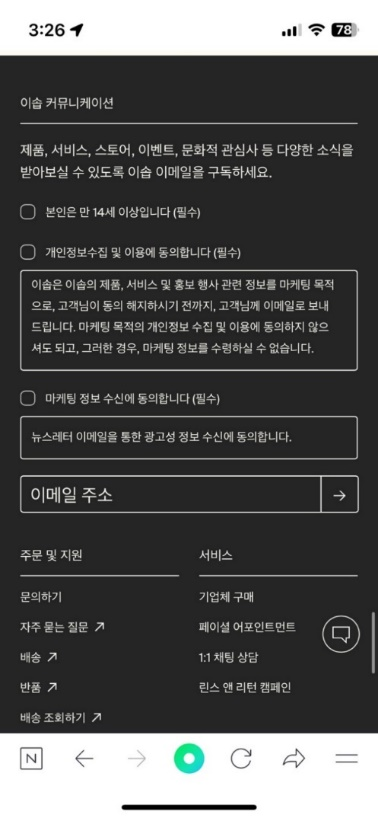 3:26
78
이솝 커뮤니케이션
제품, 서비스, 스토어, 이벤트, 문화적 관심사 등 다양한 소식을
받아보실 수 있도록 이솝 이메일을 구독하세요.
본인은 만 14세 이상입니다 (필수)
개인정보수집 및 이용에 동의합니다 (필수)
이솝은 이솝의 제품, 서비스 및 홍보 행사 관련 정보를 마케팅 목적
으로, 고객님이 동의 해지하시기 전까지, 고객님께 이메일로 보내
드립니다. 마케팅 목적의 개인정보 수집 및 이용에 동의하지 않으
셔도 되고, 그러한 경우, 마케팅 정보를 수령하실 수 없습니다.
마케팅 정보 수신에 동의합니다 (필수)
뉴스레터 이메일을 통한 광고성 정보 수신에 동의합니다.
이메일 주소 →
주문 및 지원
문의하기
자주 묻는 질문 ↗
배송 ↗
반품 ↗
배송 조회하기 ↗
서비스
기업체 구매
페이셜 어포인트먼트
1:1 채팅 상담
린스 앤 리턴 캠페인
N